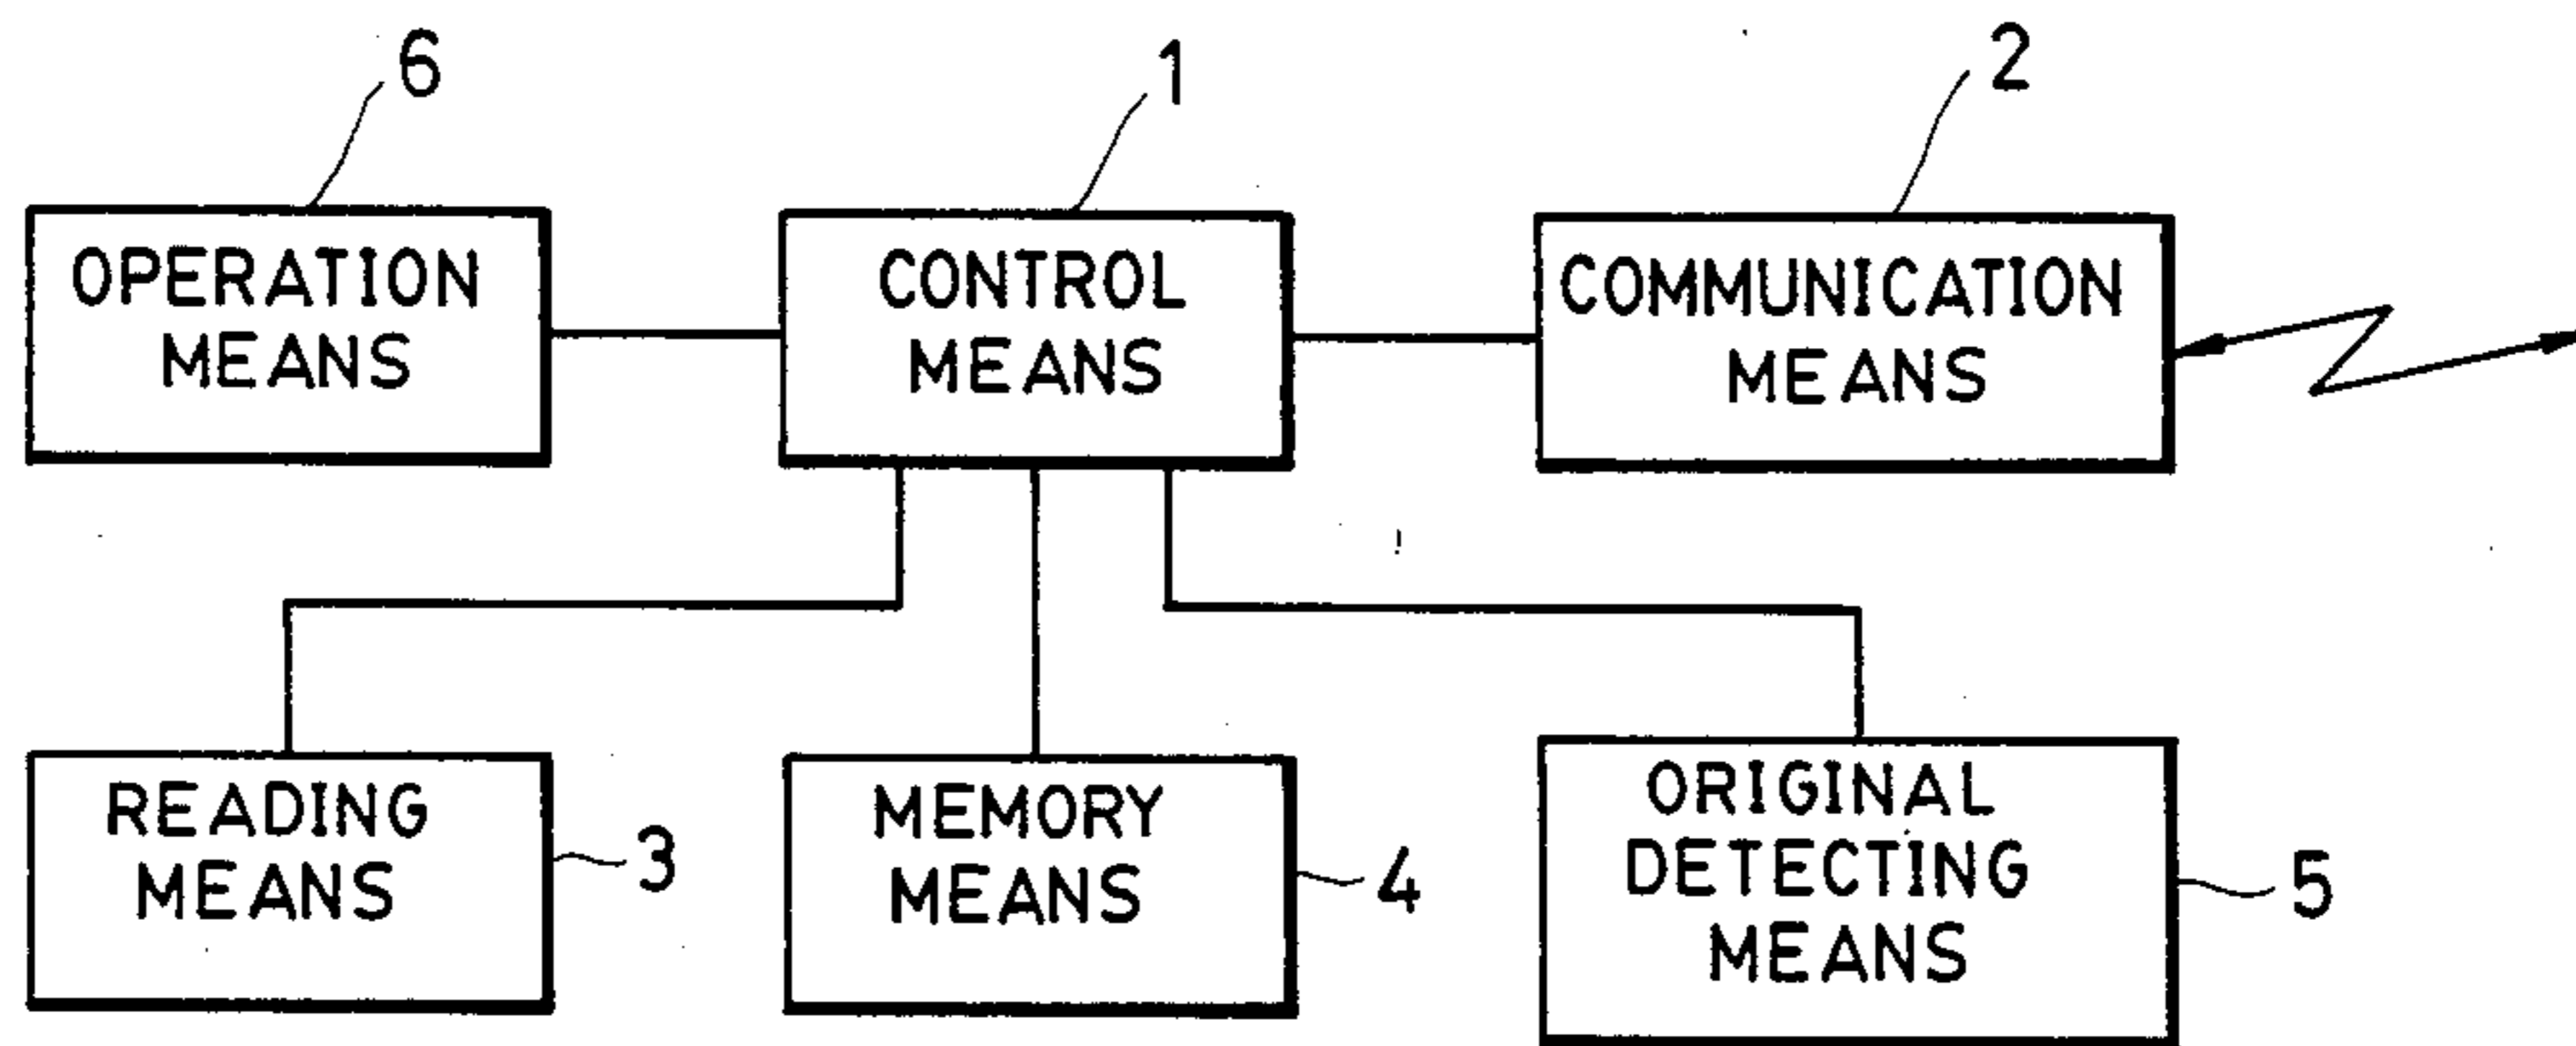 6
1
2
OPERATION
MEANS
CONTROL
MEANS
COMMUNICATION
MEANS
READING
MEANS
3
MEMORY
MEANS
4
ORIGINAL
DETECTING
MEANS
5